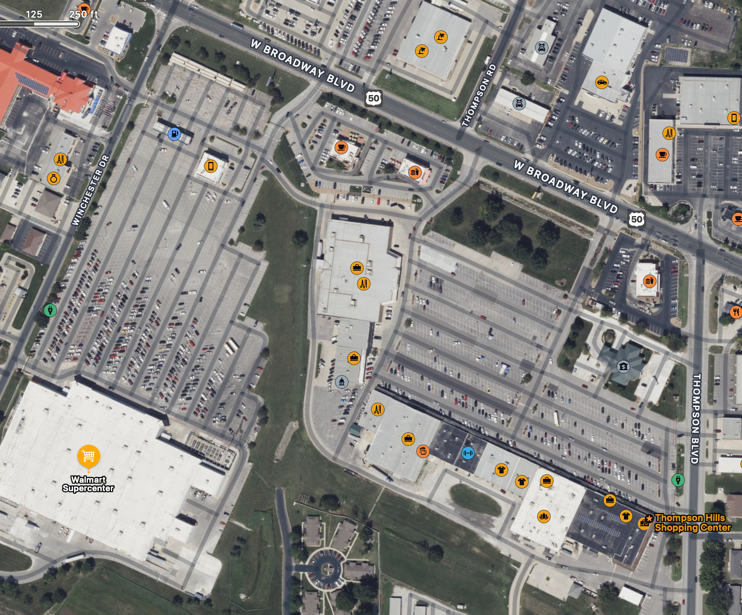 125
250 ft
W BROADWAY BLVD
50
THOMPSON RD
WINCHESTER DR
W BROADWAY BLVD
50
THOMPSON BLVD
Walmart
Supercenter
Thompson Hills
Shopping Center